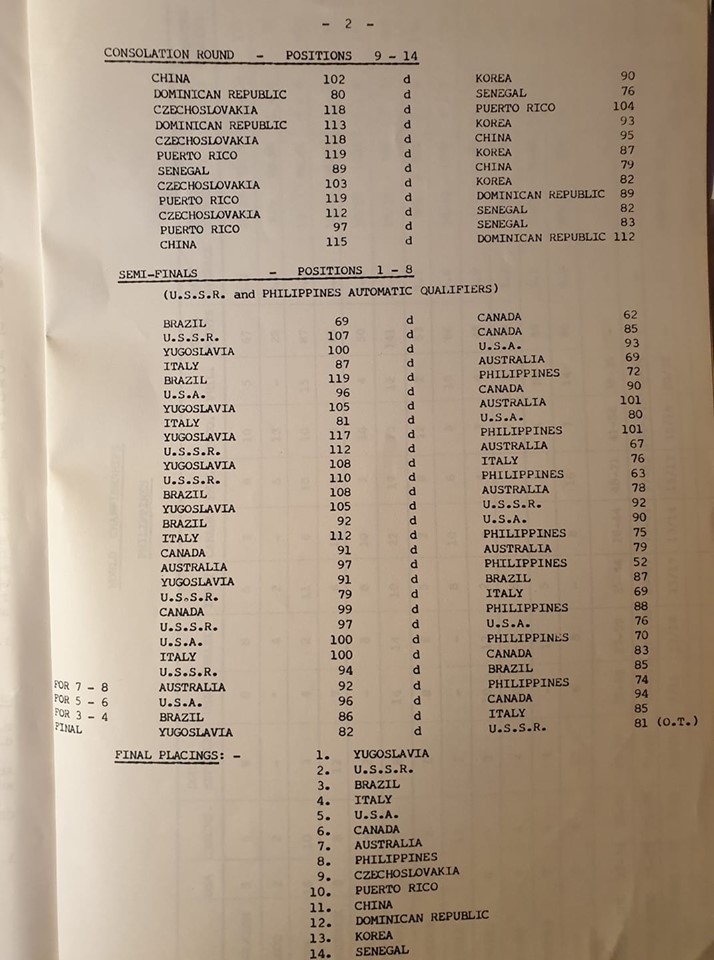 - 2 -
CONSOLATION ROUND - POSITIONS 9 - 14
CHINA 102 d KOREA 90
DOMINICAN REPUBLIC 80 d SENEGAL 76
CZECHOSLOVAKIA 118 d PUERTO RICO 104
DOMINICAN REPUBLIC 113 d KOREA 93
CZECHOSLOVAKIA 118 d CHINA 95
PUERTO RICO 119 d KOREA 87
SENEGAL 89 d CHINA 79
CZECHOSLOVAKIA 103 d KOREA 82
PUERTO RICO 119 d DOMINICAN REPUBLIC 89
CZECHOSLOVAKIA 112 d SENEGAL 82
PUERTO RICO 97 d SENEGAL 83
CHINA 115 d DOMINICAN REPUBLIC 112
SEMI-FINALS - POSITIONS 1 - 8
(U.S.S.R. and PHILIPPINES AUTOMATIC QUALIFIERS)
BRAZIL 69 d CANADA 62
U.S.S.R. 107 d CANADA 85
YUGOSLAVIA 100 d U.S.A. 93
ITALY 87 d AUSTRALIA 69
BRAZIL 119 d PHILIPPINES 72
U.S.A. 96 d CANADA 90
YUGOSLAVIA 105 d AUSTRALIA 101
ITALY 81 d U.S.A. 80
YUGOSLAVIA 117 d PHILIPPINES 101
U.S.S.R. 112 d AUSTRALIA 67
YUGOSLAVIA 108 d ITALY 76
U.S.S.R. 110 d PHILIPPINES 63
BRAZIL 108 d AUSTRALIA 78
YUGOSLAVIA 105 d U.S.S.R. 92
BRAZIL 92 d U.S.A. 90
ITALY 112 d PHILIPPINES 75
CANADA 91 d AUSTRALIA 79
AUSTRALIA 97 d PHILIPPINES 52
YUGOSLAVIA 91 d BRAZIL 87
U.S.S.R. 79 d ITALY 69
CANADA 99 d PHILIPPINES 88
U.S.S.R. 97 d U.S.A. 76
U.S.A. 100 d PHILIPPINES 70
ITALY 100 d CANADA 83
U.S.S.R. 94 d BRAZIL 85
FOR 7 - 8 AUSTRALIA 92 d PHILIPPINES 74
FOR 5 - 6 U.S.A. 96 d CANADA 94
FOR 3 - 4 BRAZIL 86 d ITALY 85
FINAL YUGOSLAVIA 82 d U.S.S.R. 81 (O.T.)
FINAL PLACINGS: - 1. YUGOSLAVIA
2. U.S.S.R.
3. BRAZIL
4. ITALY
5. U.S.A.
6. CANADA
7. AUSTRALIA
8. PHILIPPINES
9. CZECHOSLOVAKIA
10. PUERTO RICO
11. CHINA
12. DOMINICAN REPUBLIC
13. KOREA
14. SENEGAL